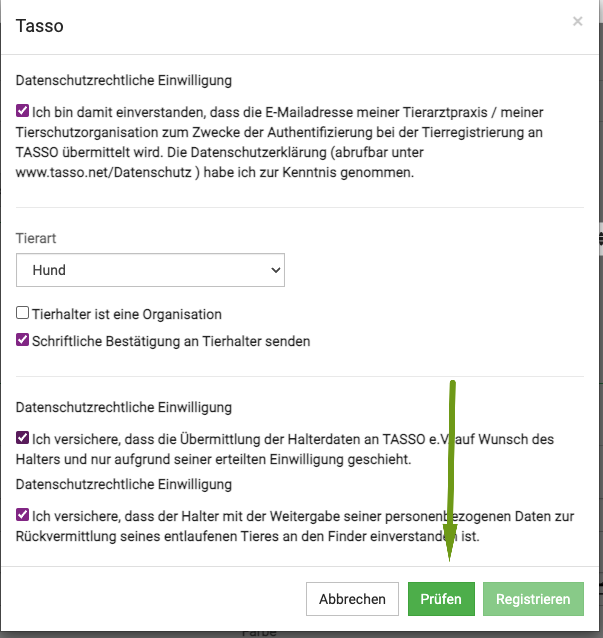 Tasso
×
Datenschutzrechtliche Einwilligung
Ich bin damit einverstanden, dass die E-Mailadresse meiner Tierarztpraxis / meiner
Tierschutzorganisation zum Zwecke der Authentifizierung bei der Tierregistrierung an
TASSO übermittelt wird. Die Datenschutzerklärung (abrufbar unter
www.tasso.net/Datenschutz ) habe ich zur Kenntnis genommen.
Tierart
Hund
Tierhalter ist eine Organisation
Schriftliche Bestätigung an Tierhalter senden
Datenschutzrechtliche Einwilligung
Ich versichere, dass die Übermittlung der Halterdaten an TASSO e.V. auf Wunsch des
Halters und nur aufgrund seiner erteilten Einwilligung geschieht.
Datenschutzrechtliche Einwilligung
Ich versichere, dass der Halter mit der Weitergabe seiner personenbezogenen Daten zur
Rückvermittlung seines entlaufenen Tieres an den Finder einverstanden ist.
Abbrechen Prüfen Registrieren
Farbe